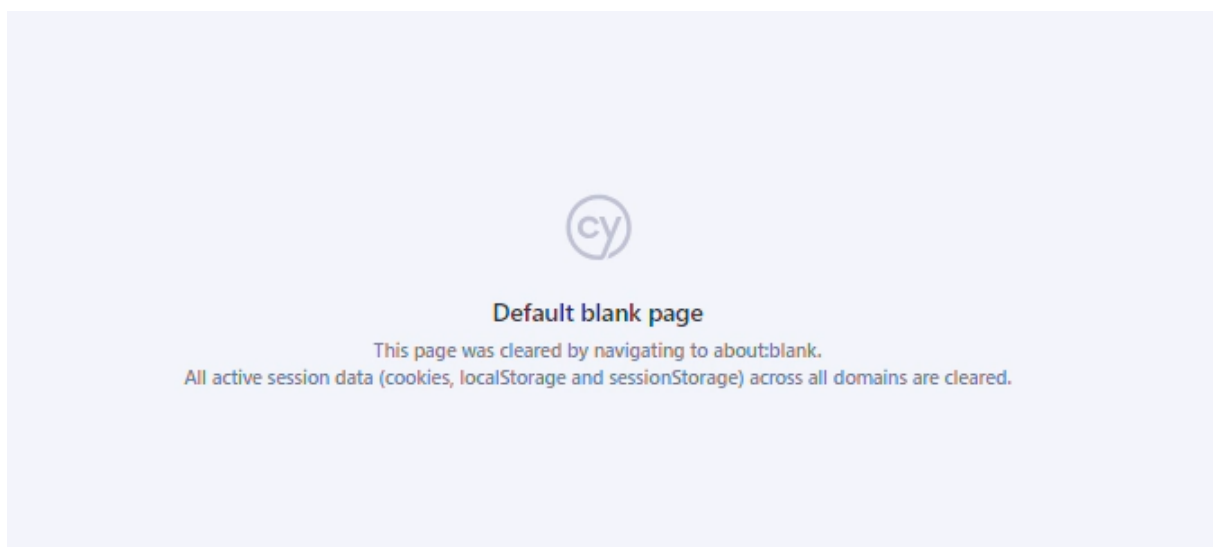 cy
Default blank page
This page was cleared by navigating to about:blank.
All active session data (cookies, localStorage and sessionStorage) across all domains are cleared.